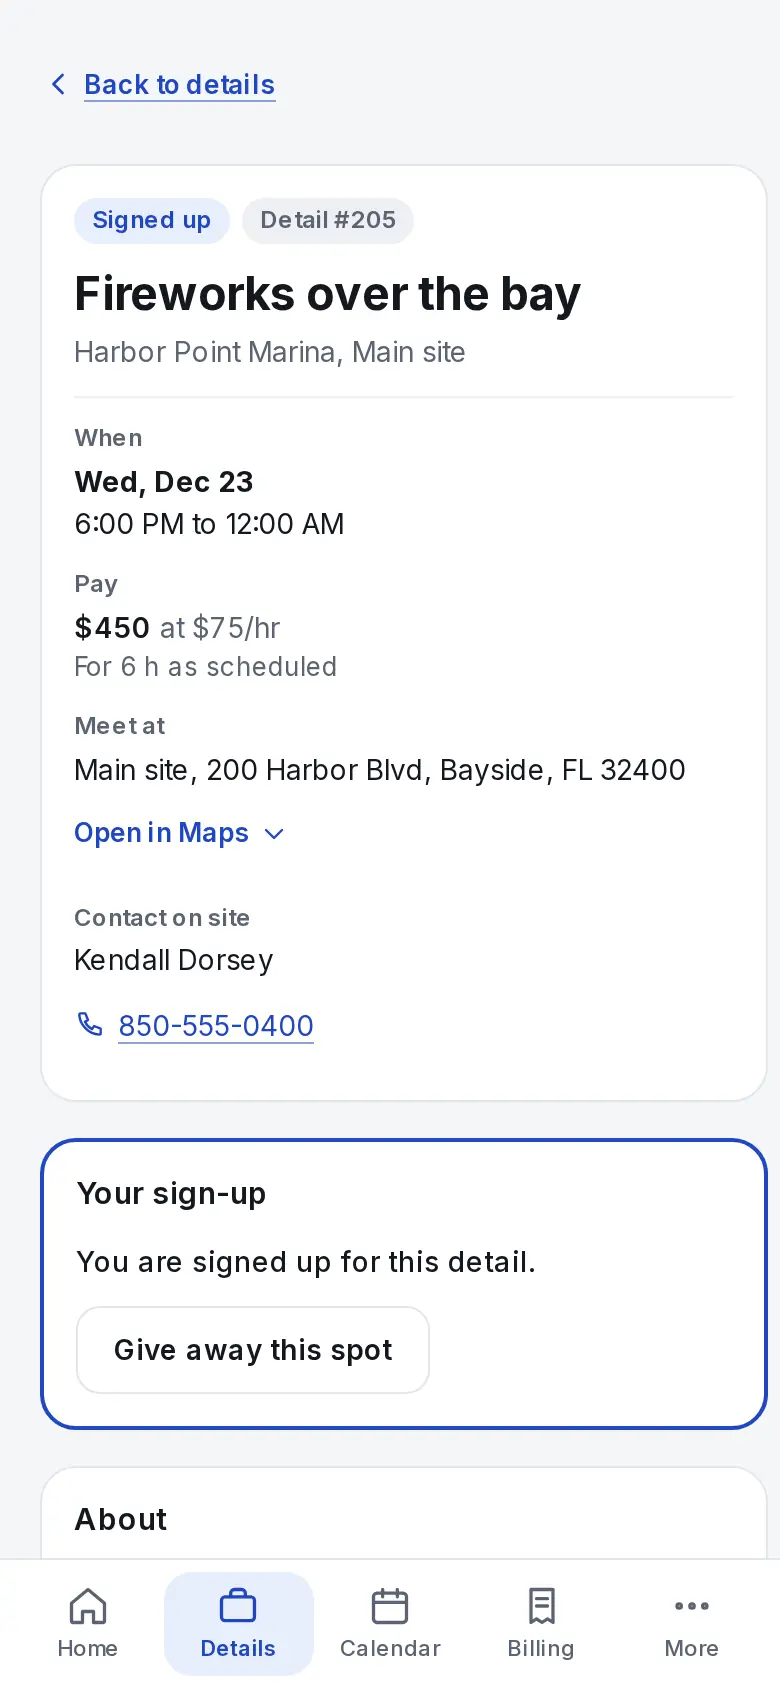 Back to details
Signed up
Detail #205
Fireworks over the bay
Harbor Point Marina, Main site
When
Wed, Dec 23
6:00 PM to 12:00 AM
Pay
$450 at $75/hr
For 6 h as scheduled
Meet at
Main site, 200 Harbor Blvd, Bayside, FL 32400
Open in Maps
Contact on site
Kendall Dorsey
850-555-0400
Your sign-up
You are signed up for this detail.
Give away this spot
About
Home
Details
Calendar
Billing
More